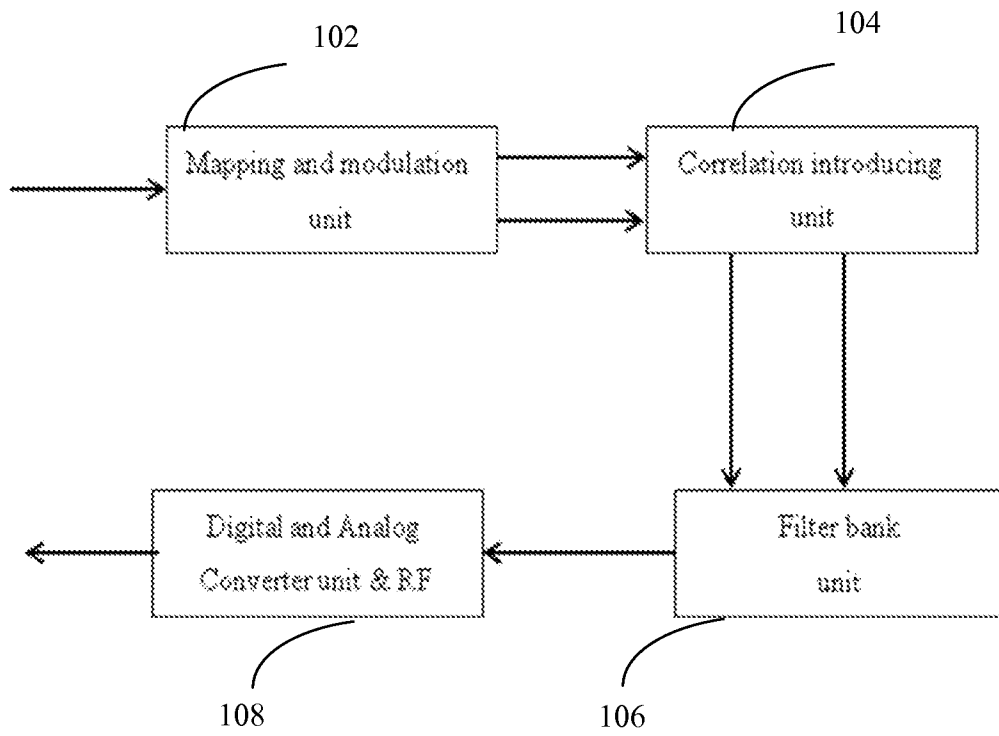 102
104
Mapping and modulation
unit
Correlation introducing
unit
Digital and Analog
Converter unit & RF
Filter bank
unit
108
106